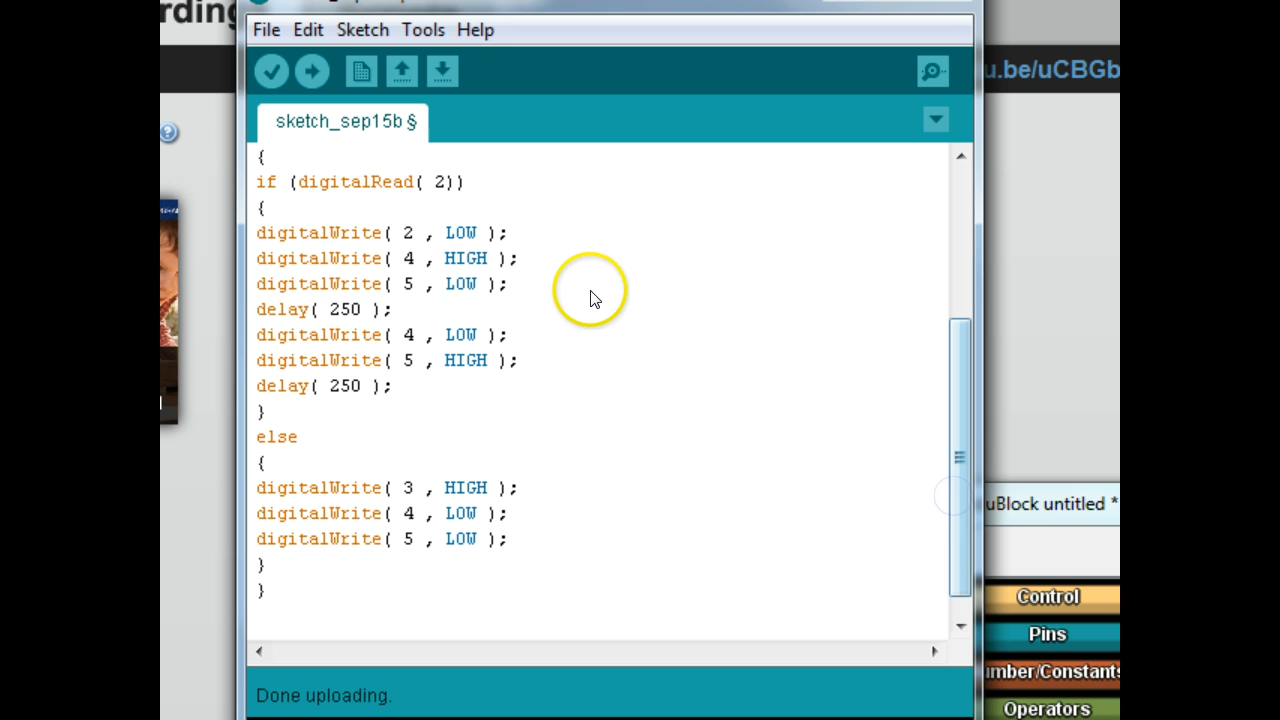 rding
File Edit Sketch Tools Help
u.be/uCBGb
sketch_sep15b §
{
if (digitalRead( 2))
{
digitalWrite( 2 , LOW );
digitalWrite( 4 , HIGH );
digitalWrite( 5 , LOW );
delay( 250 );
digitalWrite( 4 , LOW );
digitalWrite( 5 , HIGH );
delay( 250 );
}
else
{
digitalWrite( 3 , HIGH );
digitalWrite( 4 , LOW );
digitalWrite( 5 , LOW );
}
}
Done uploading.
uBlock untitled *
Control
Pins
umber/Constants
Operators